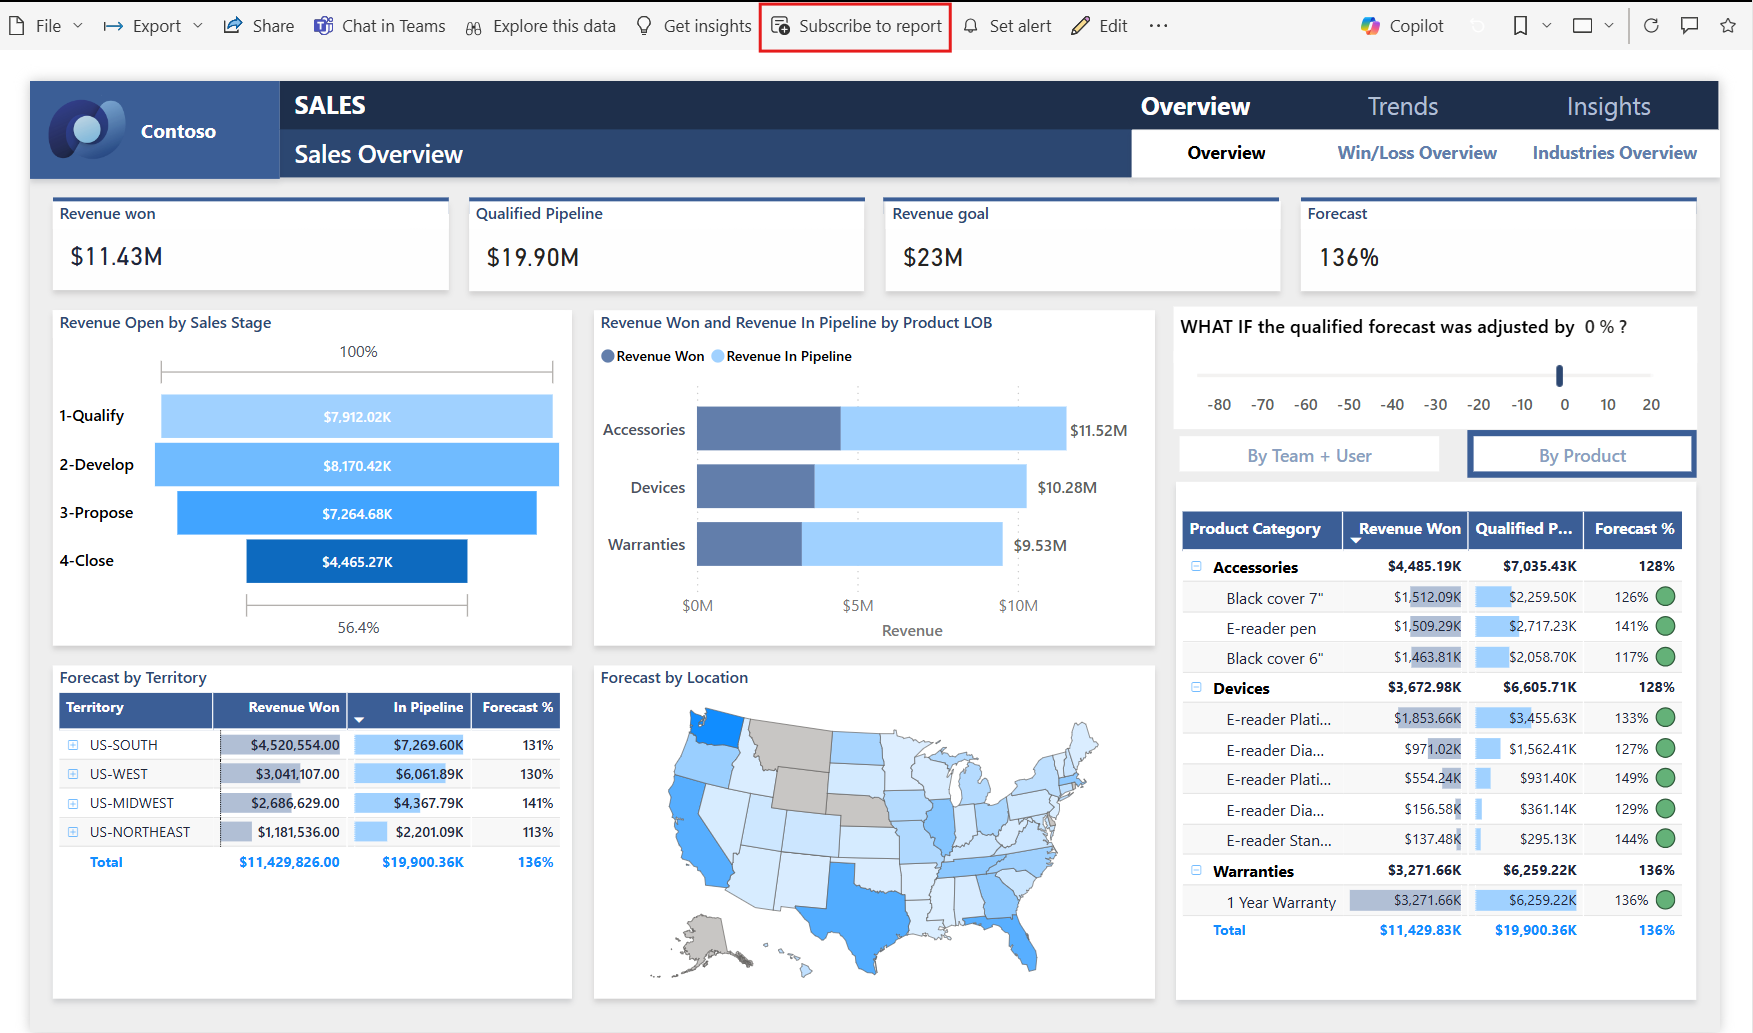 File Export Share Chat in Teams Explore this data Get insights Subscribe to report Set alert Edit ... Copilot
Contoso
SALES
Sales Overview
Overview Trends Insights
Overview Win/Loss Overview Industries Overview
Revenue won
$11.43M
Qualified Pipeline
$19.90M
Revenue goal
$23M
Forecast
136%
Revenue Open by Sales Stage
100%
1-Qualify $7,912.02K
2-Develop $8,170.42K
3-Propose $7,264.68K
4-Close $4,465.27K
56.4%
Revenue Won and Revenue In Pipeline by Product LOB
Revenue Won Revenue In Pipeline
Accessories $11.52M
Devices $10.28M
Warranties $9.53M
$0M $5M $10M
Revenue
WHAT IF the qualified forecast was adjusted by 0 % ?
-80 -70 -60 -50 -40 -30 -20 -10 0 10 20
By Team + User By Product
Product Category Revenue Won Qualified P... Forecast %
Accessories $4,485.19K $7,035.43K 128%
Black cover 7" $1,512.09K $2,259.50K 126%
E-reader pen $1,509.29K $2,717.23K 141%
Black cover 6" $1,463.81K $2,058.70K 117%
Devices $3,672.98K $6,605.71K 128%
E-reader Plati... $1,853.66K $3,455.63K 133%
E-reader Dia... $971.02K $1,562.41K 127%
E-reader Plati... $554.24K $931.40K 149%
E-reader Dia... $156.58K $361.14K 129%
E-reader Stan... $137.48K $295.13K 144%
Warranties $3,271.66K $6,259.22K 136%
1 Year Warranty $3,271.66K $6,259.22K 136%
Total $11,429.83K $19,900.36K 136%
Forecast by Territory
Territory Revenue Won In Pipeline Forecast %
US-SOUTH $4,520,554.00 $7,269.60K 131%
US-WEST $3,041,107.00 $6,061.89K 130%
US-MIDWEST $2,686,629.00 $4,367.79K 141%
US-NORTHEAST $1,181,536.00 $2,201.09K 113%
Total $11,429,826.00 $19,900.36K 136%
Forecast by Location